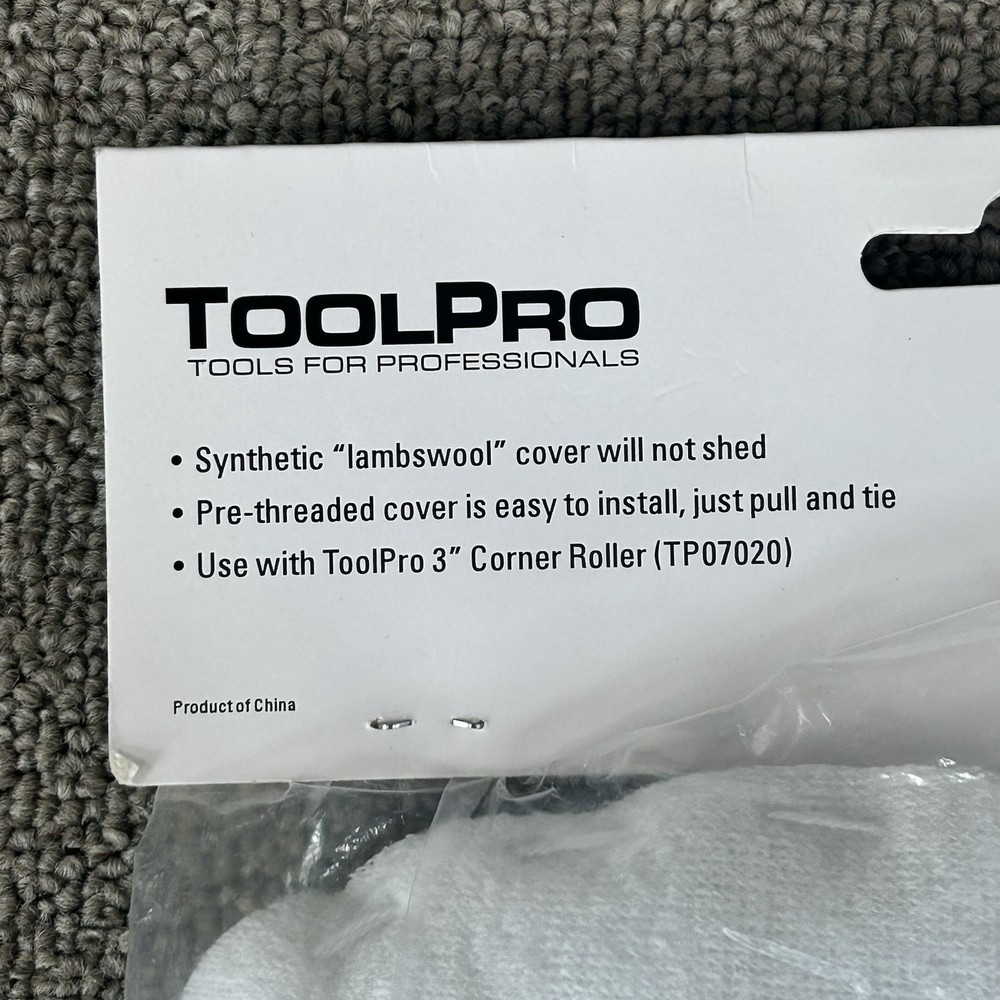 TOOLPRO
TOOLS FOR PROFESSIONALS
• Synthetic “lambswool” cover will not shed
• Pre-threaded cover is easy to install, just pull and tie
• Use with ToolPro 3” Corner Roller (TP07020)
Product of China